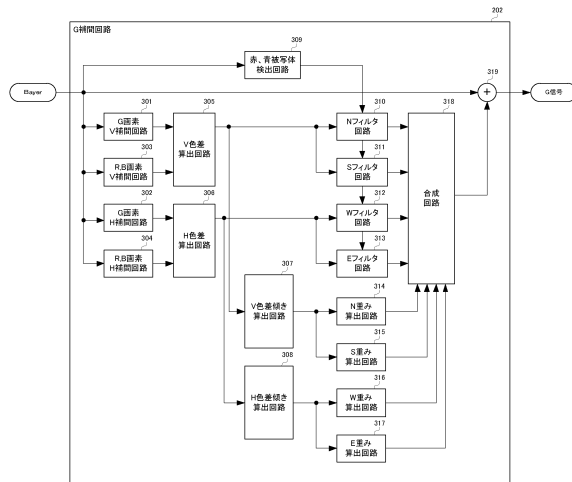 202
G補間回路
309
赤、青被写体
検出回路
319
Bayer
+
G信号
301
G画素
V補間回路
305
V色差
算出回路
310
Nフィルタ
回路
318
合成
回路
303
R,B画素
V補間回路
311
Sフィルタ
回路
302
G画素
H補間回路
306
H色差
算出回路
312
Wフィルタ
回路
304
R,B画素
H補間回路
313
Eフィルタ
回路
307
V色差傾き
算出回路
314
N重み
算出回路
315
S重み
算出回路
308
H色差傾き
算出回路
316
W重み
算出回路
317
E重み
算出回路